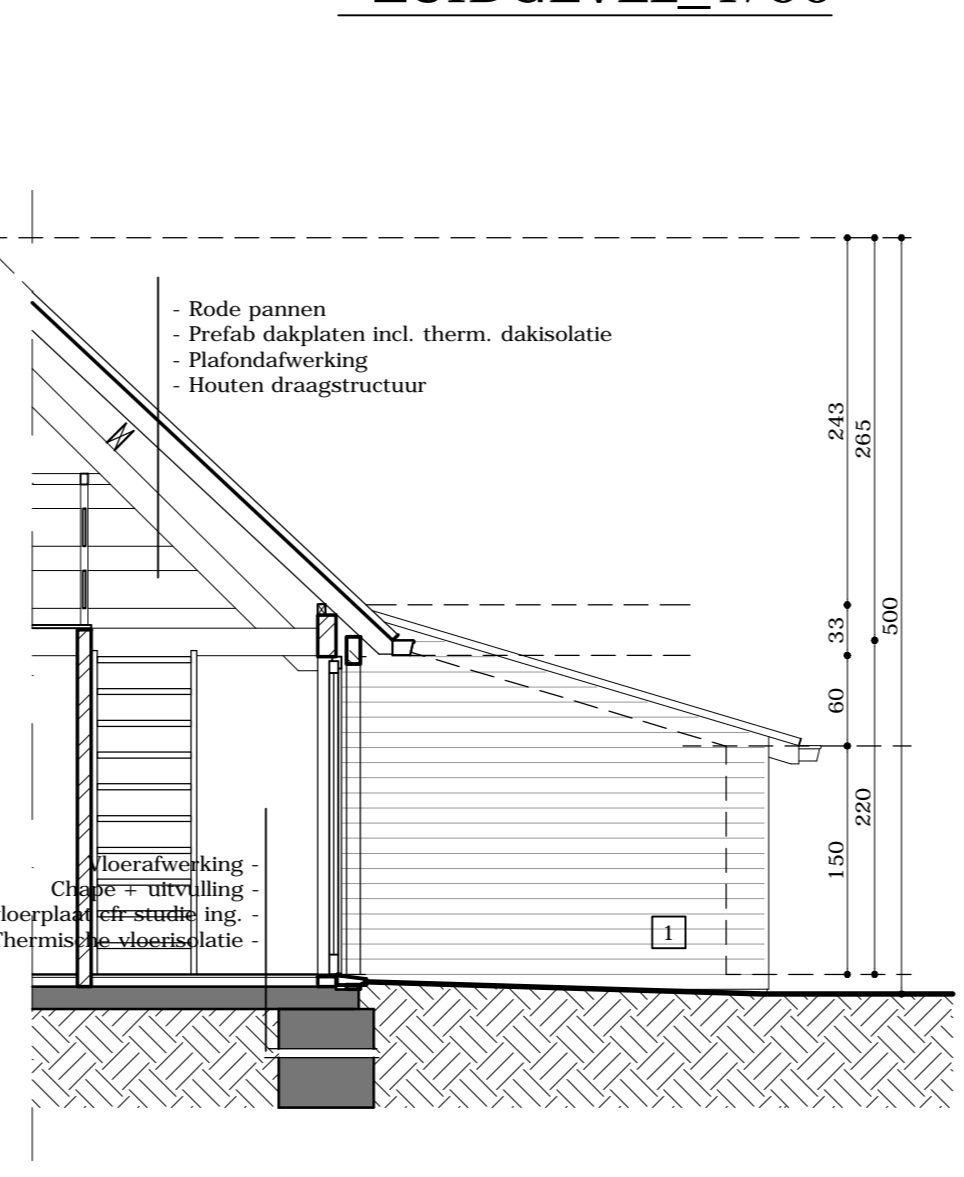 - Rode pannen
- Prefab dakplaten incl. therm. dakisolatie
- Plafondafwerking
- Houten draagstructuur
243
265
33
500
60
220
150
Vloerafwerking -
Chape + uitvulling -
cfr studie ing. -
Thermische vloerisolatie -
1